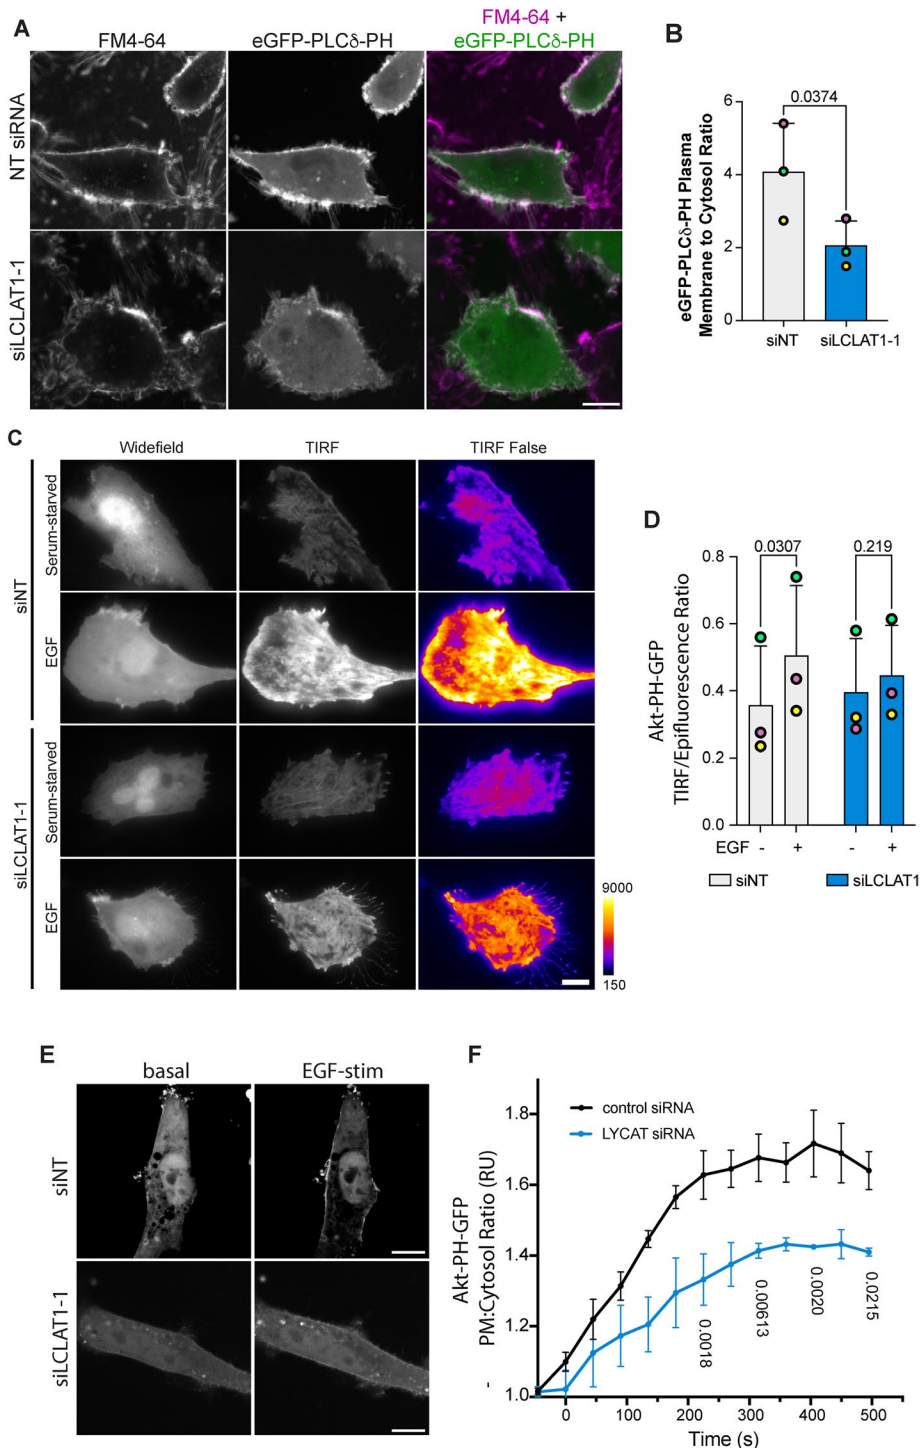 A
FM4-64
eGFP-PLCδ-PH
FM4-64 +
eGFP-PLCδ-PH
NT siRNA
siLCLAT1-1
B
eGFP-PLCδ-PH Plasma
Membrane to Cytosol Ratio
0.0374
6
4
2
0
siNT
siLCLAT1-1
C
Widefield
TIRF
TIRF False
siNT
Serum-starved
EGF
siLCLAT1-1
Serum-starved
EGF
9000
150
D
Akt-PH-GFP
TIRF/Epifluorescence Ratio
0.0307
0.219
0.8
0.6
0.4
0.2
0.0
EGF - + - +
siNT
siLCLAT1
E
basal
EGF-stim
siNT
siLCLAT1-1
F
Akt-PH-GFP
PM:Cytosol Ratio (RU)
-
control siRNA
LYCAT siRNA
1.8
1.6
1.4
1.2
1.0
0.0018
0.00613
0.0020
0.0215
0 100 200 300 400 500
Time (s)